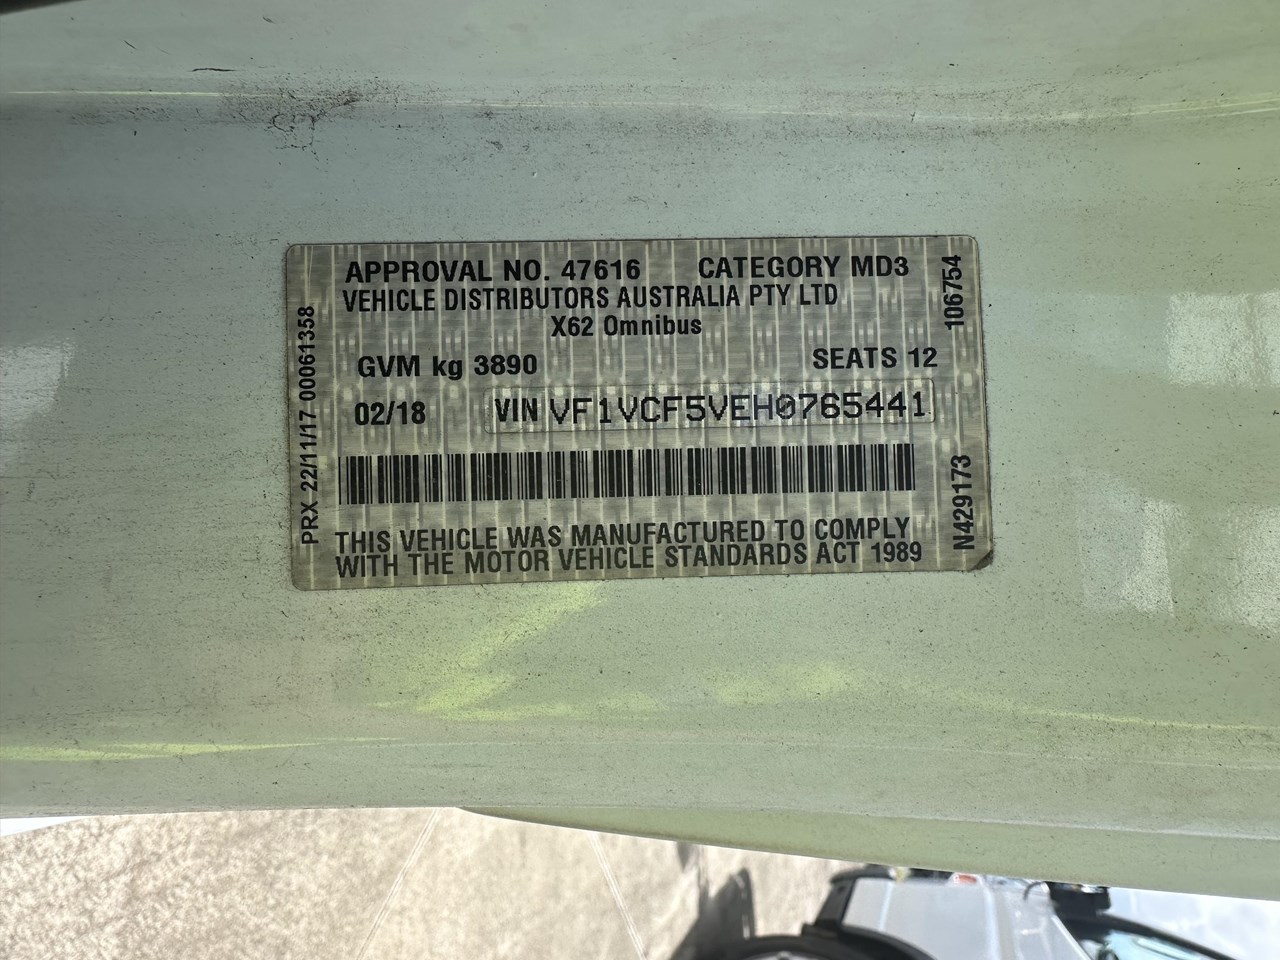 APPROVAL NO. 47616 CATEGORY MD3
VEHICLE DISTRIBUTORS AUSTRALIA PTY LTD
X62 Omnibus
GVM kg 3890 SEATS 12
02/18 VIN VF1VCF5VEH0765441
THIS VEHICLE WAS MANUFACTURED TO COMPLY
WITH THE MOTOR VEHICLE STANDARDS ACT 1989
PRX 22/11/17 00061358
106754
N429173